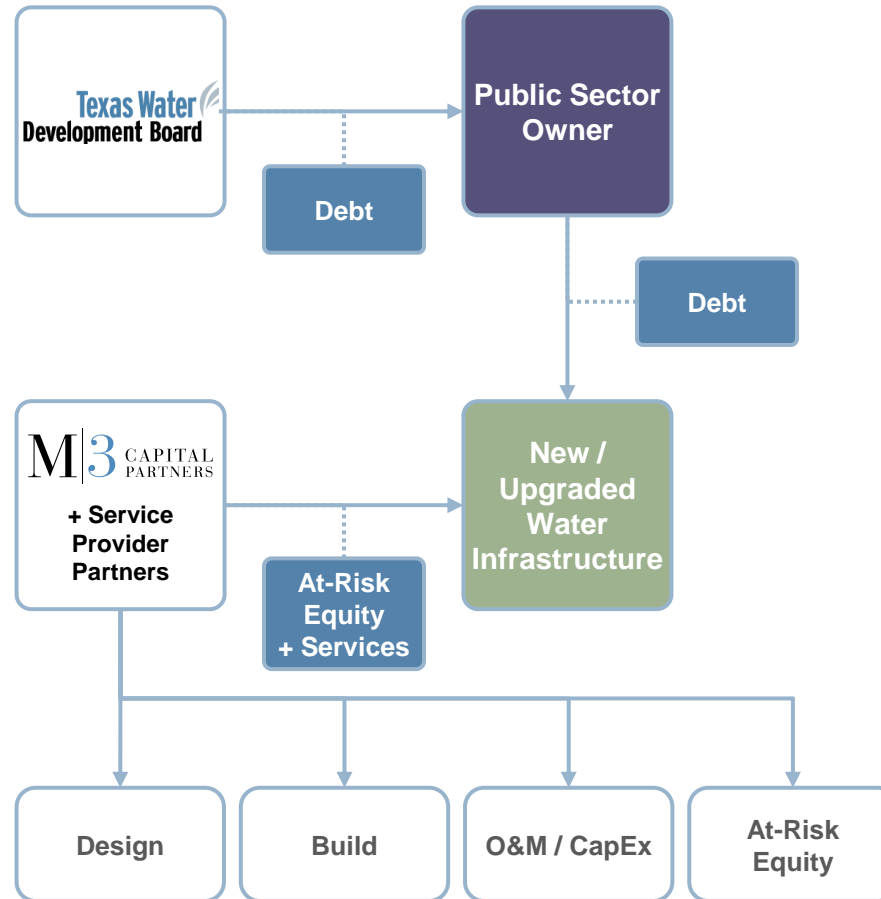 Texas Water
Development Board
Public Sector
Owner
Debt
Debt
M|3 CAPITAL
PARTNERS
+ Service
Provider
Partners
New /
Upgraded
Water
Infrastructure
At-Risk
Equity
+ Services
Design
Build
O&M / CapEx
At-Risk
Equity